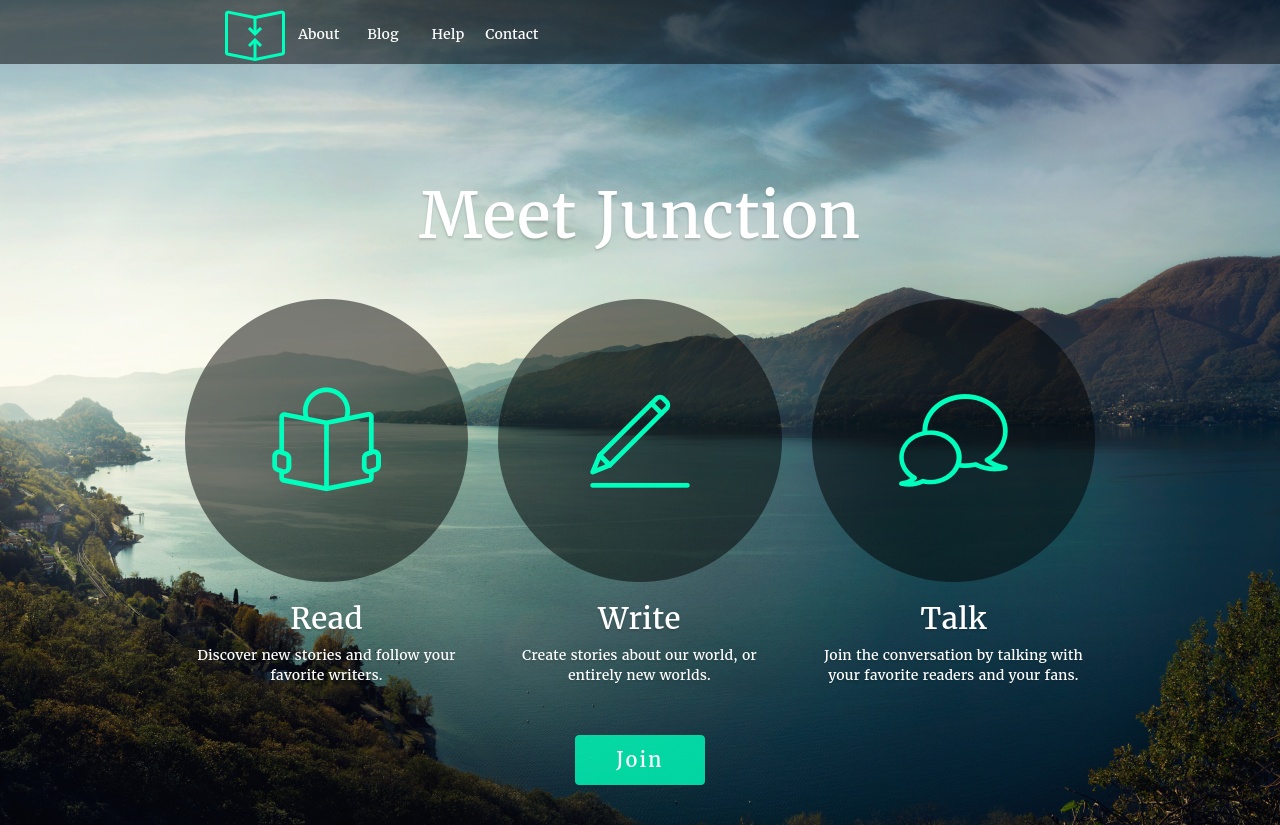 About Blog Help Contact
Meet Junction
Read
Discover new stories and follow your
favorite writers.
Write
Create stories about our world, or
entirely new worlds.
Talk
Join the conversation by talking with
your favorite readers and your fans.
Join